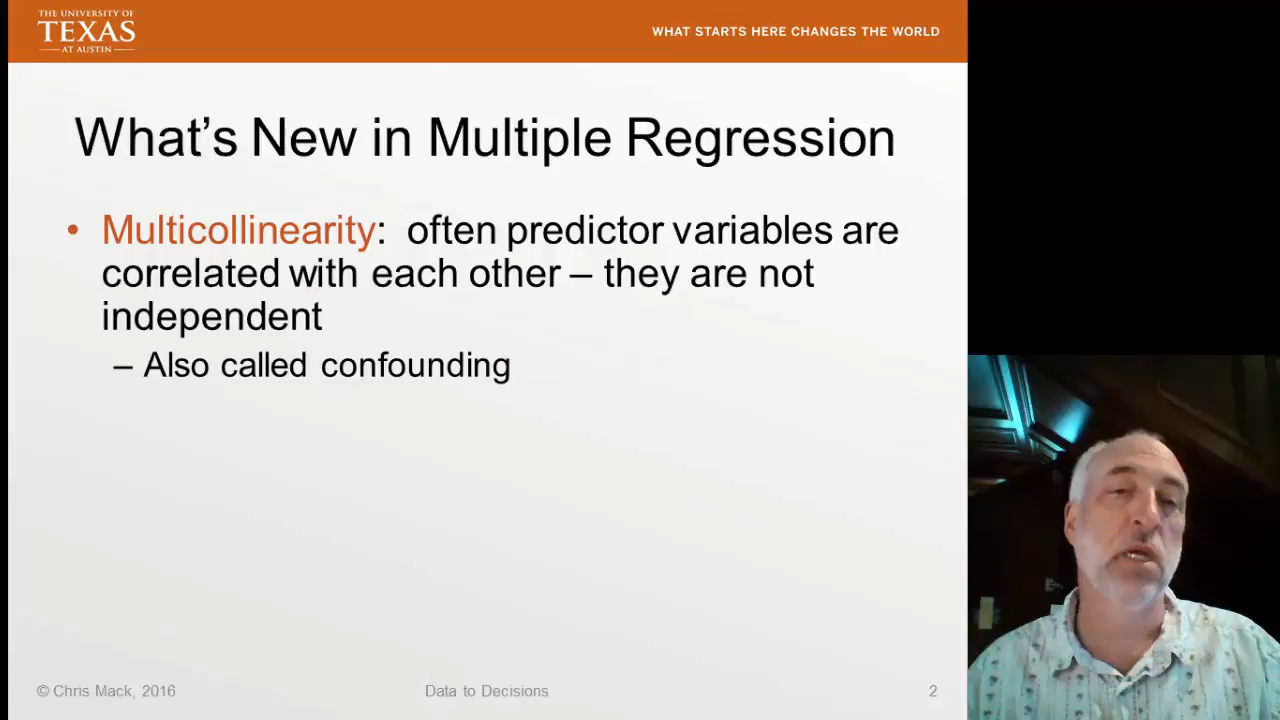 THE UNIVERSITY OF
TEXAS
AT AUSTIN
WHAT STARTS HERE CHANGES THE WORLD
What's New in Multiple Regression
• Multicollinearity: often predictor variables are
correlated with each other – they are not
independent
– Also called confounding
© Chris Mack, 2016
Data to Decisions
2